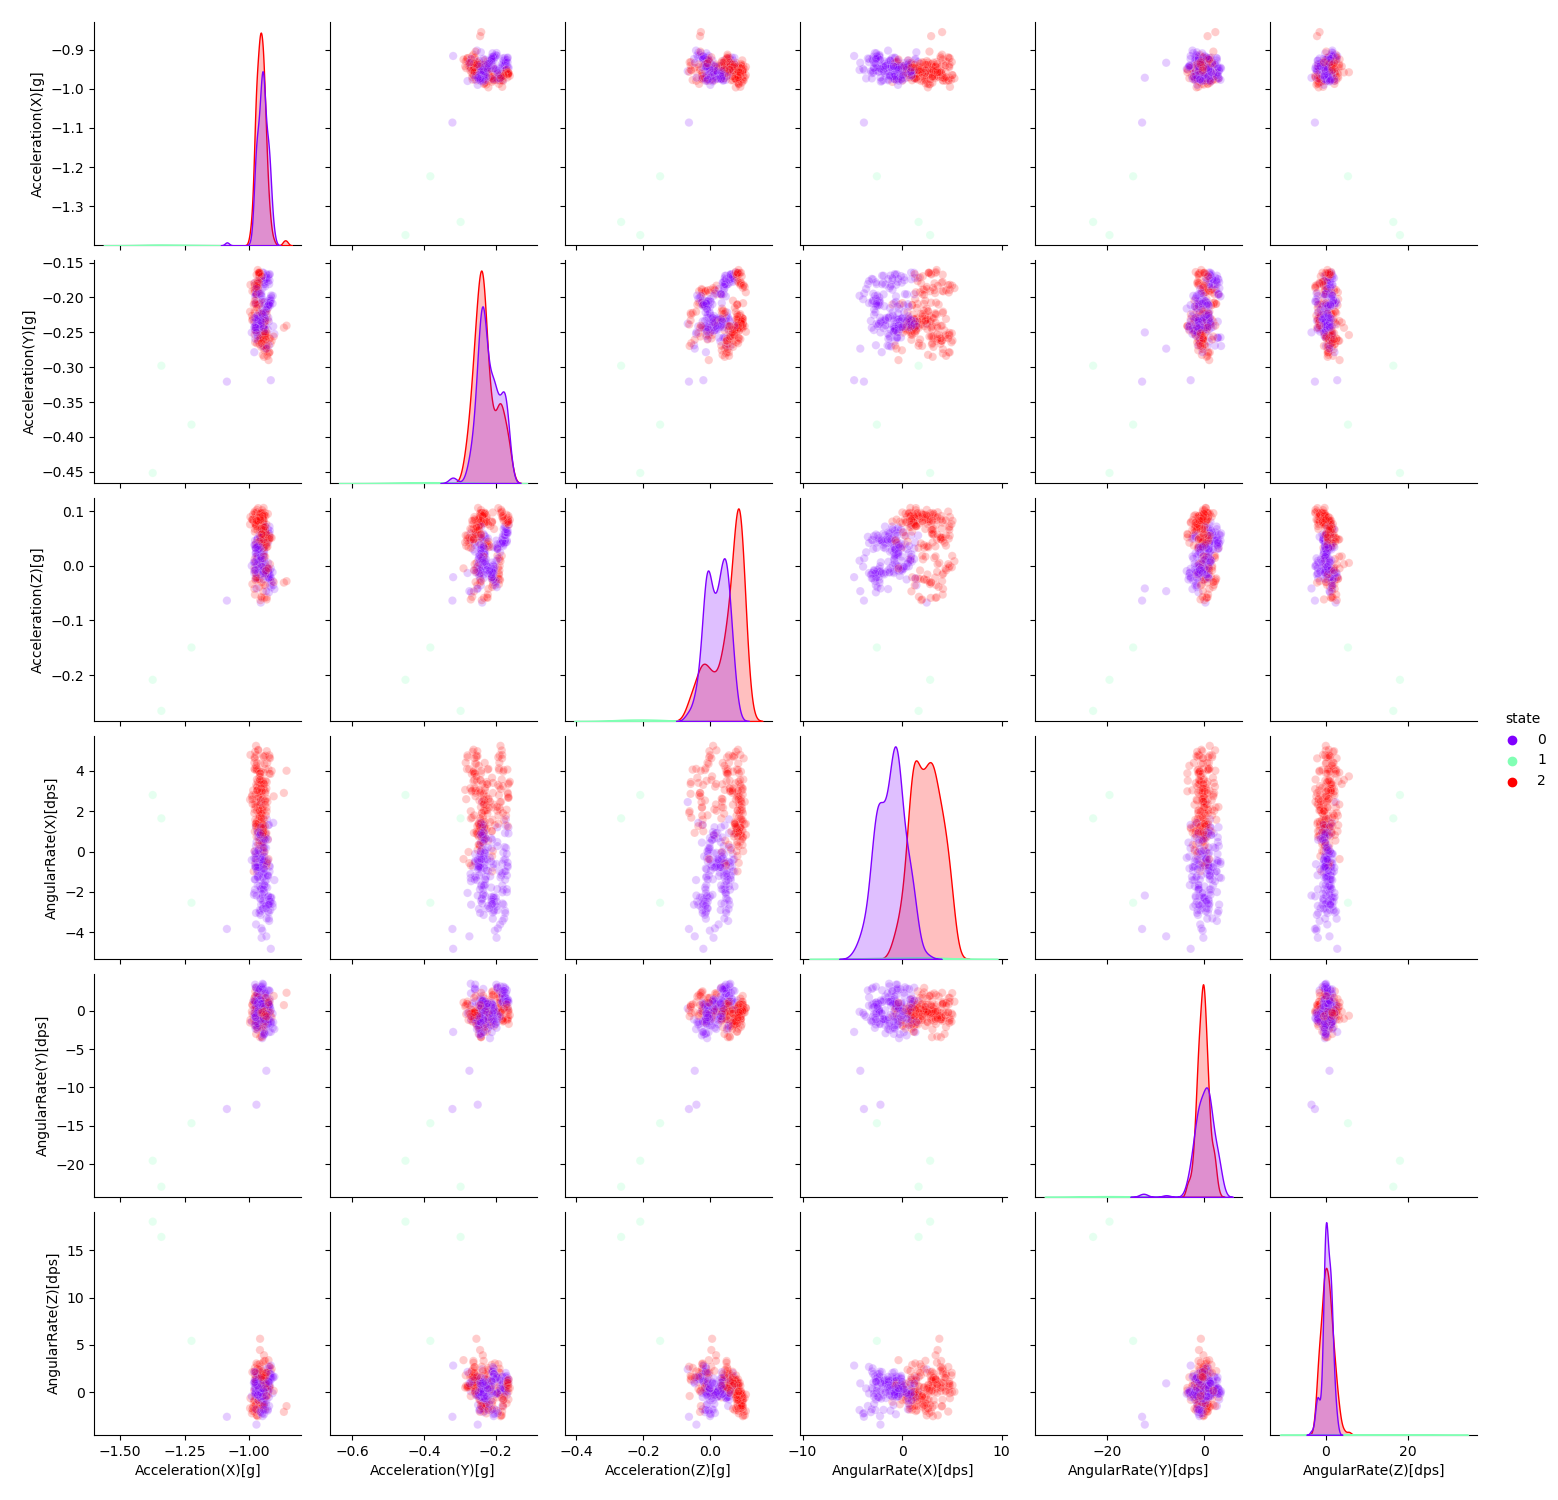 Acceleration(X)[g]
−0.9
−1.0
−1.1
−1.2
−1.3
Acceleration(Y)[g]
−0.15
−0.20
−0.25
−0.30
−0.35
−0.40
−0.45
Acceleration(Z)[g]
0.1
0.0
−0.1
−0.2
AngularRate(X)[dps]
4
2
0
−2
−4
AngularRate(Y)[dps]
0
−5
−10
−15
−20
AngularRate(Z)[dps]
15
10
5
0
−1.50 −1.25 −1.00
−0.6 −0.4 −0.2
−0.4 −0.2 0.0
−10 0 10
−20 0
0 20
Acceleration(X)[g]
Acceleration(Y)[g]
Acceleration(Z)[g]
AngularRate(X)[dps]
AngularRate(Y)[dps]
AngularRate(Z)[dps]
state
0
1
2